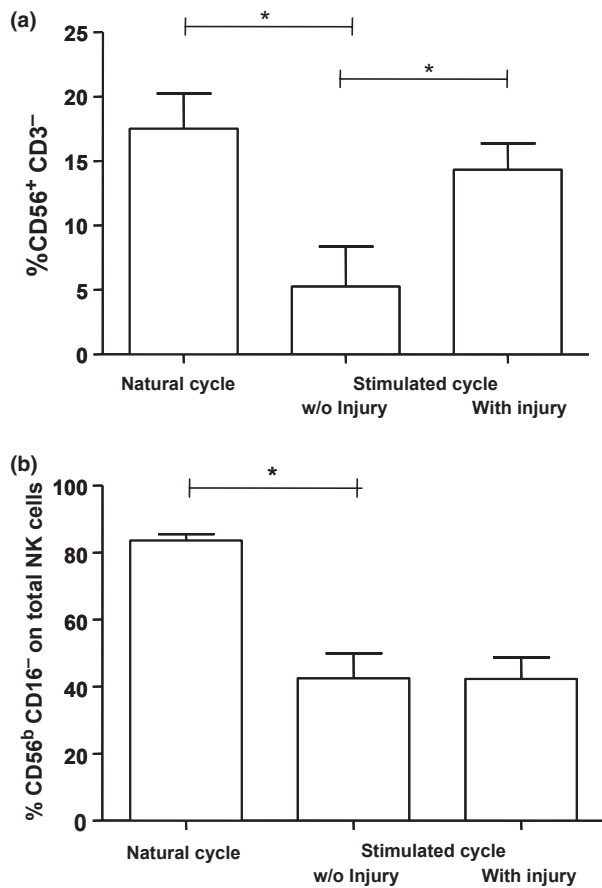 (a)
*
*
25
20
15
10
5
0
%CD56⁺ CD3⁻
Natural cycle
Stimulated cycle
w/o Injury
With injury
(b)
*
100
80
60
40
20
0
% CD56ᵇ CD16⁻ on total NK cells
Natural cycle
Stimulated cycle
w/o Injury
With injury